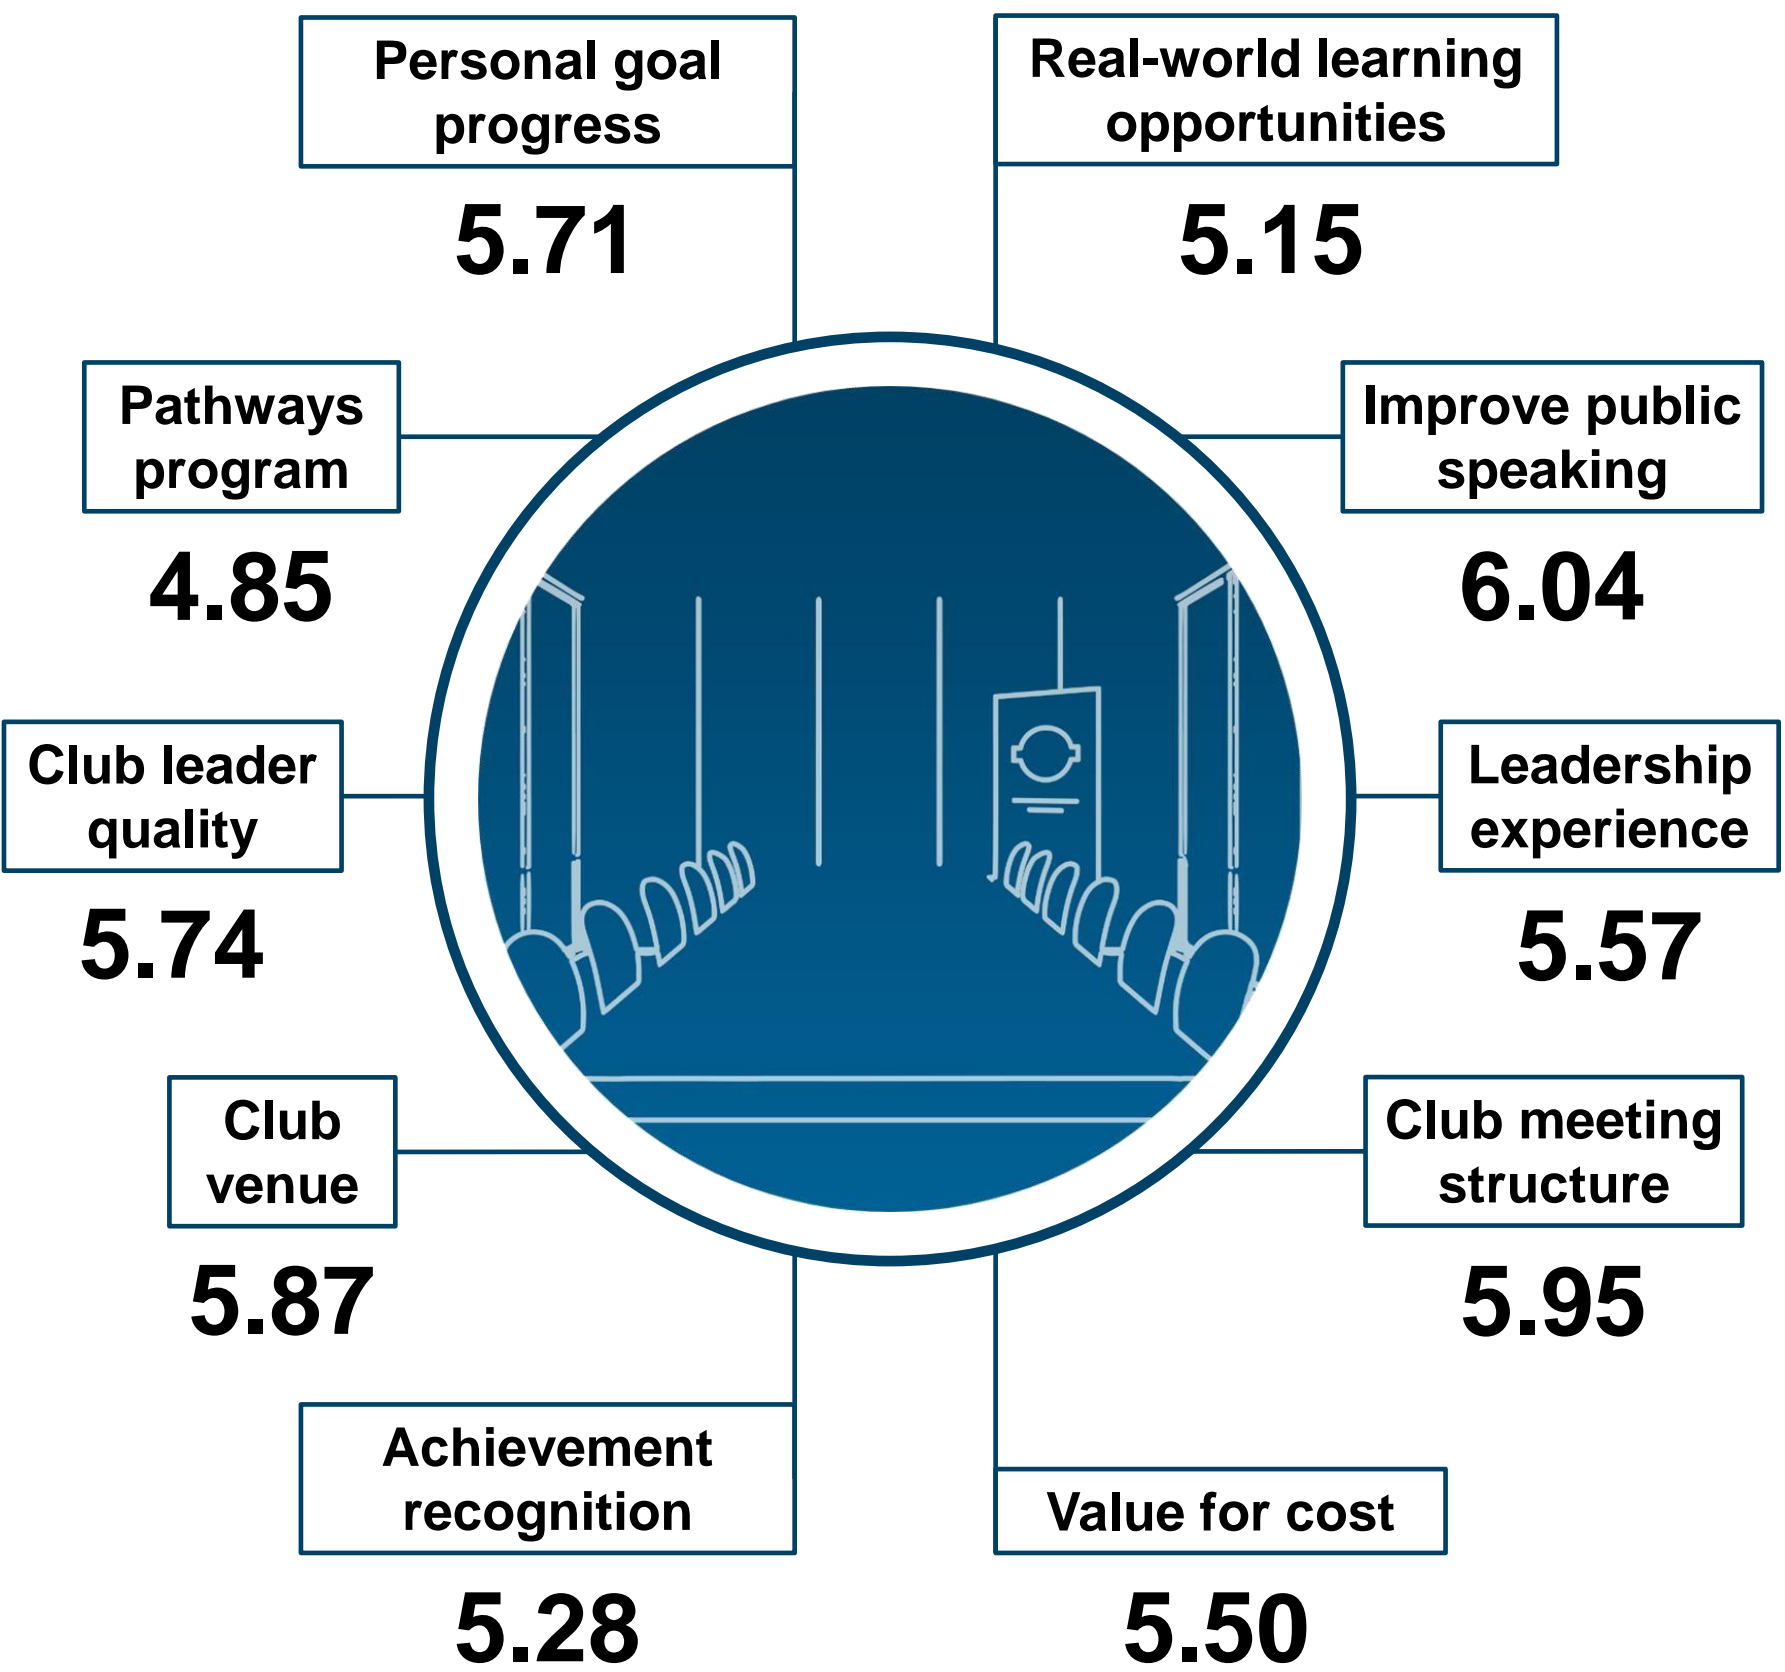 Personal goal
progress
5.71
Real-world learning
opportunities
5.15
Pathways
program
4.85
Improve public
speaking
6.04
Club leader
quality
5.74
Leadership
experience
5.57
Club
venue
5.87
Club meeting
structure
5.95
Achievement
recognition
5.28
Value for cost
5.50